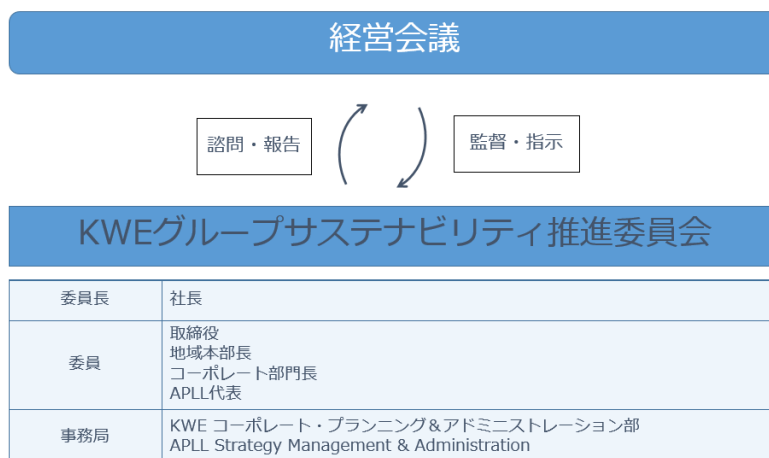 経営会議
諮問・報告
監督・指示
KWEグループサステナビリティ推進委員会
委員長
社長
委員
取締役
地域本部長
コーポレート部門長
APLL代表
事務局
KWE コーポレート・プランニング＆アドミニストレーション部
APLL Strategy Management & Administration